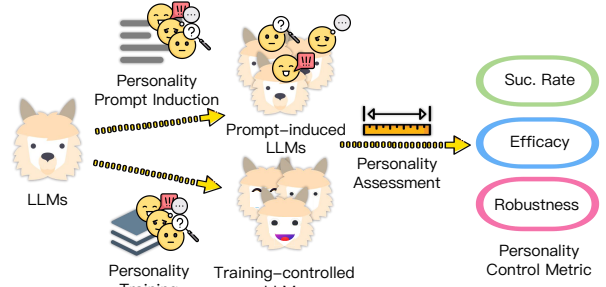 Personality
Prompt Induction
LLMs
Prompt-induced
LLMs
Personality
Assessment
Suc. Rate
Efficacy
Robustness
Personality
Control Metric
Personality
Training
Training-controlled